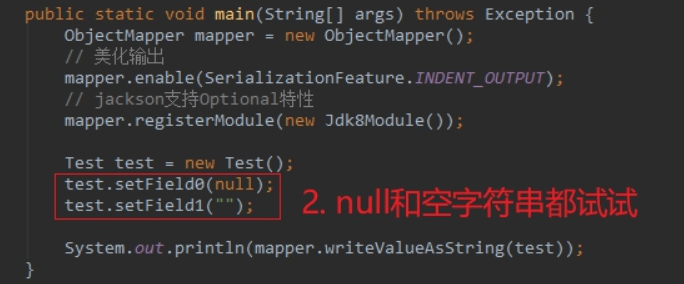 public static void main(String[] args) throws Exception {
ObjectMapper mapper = new ObjectMapper();
// 美化输出
mapper.enable(SerializationFeature.INDENT_OUTPUT);
// jackson支持Optional特性
mapper.registerModule(new Jdk8Module());
Test test = new Test();
test.setField0(null);
test.setField1("");
2. null和空字符串都试试
System.out.println(mapper.writeValueAsString(test));
}